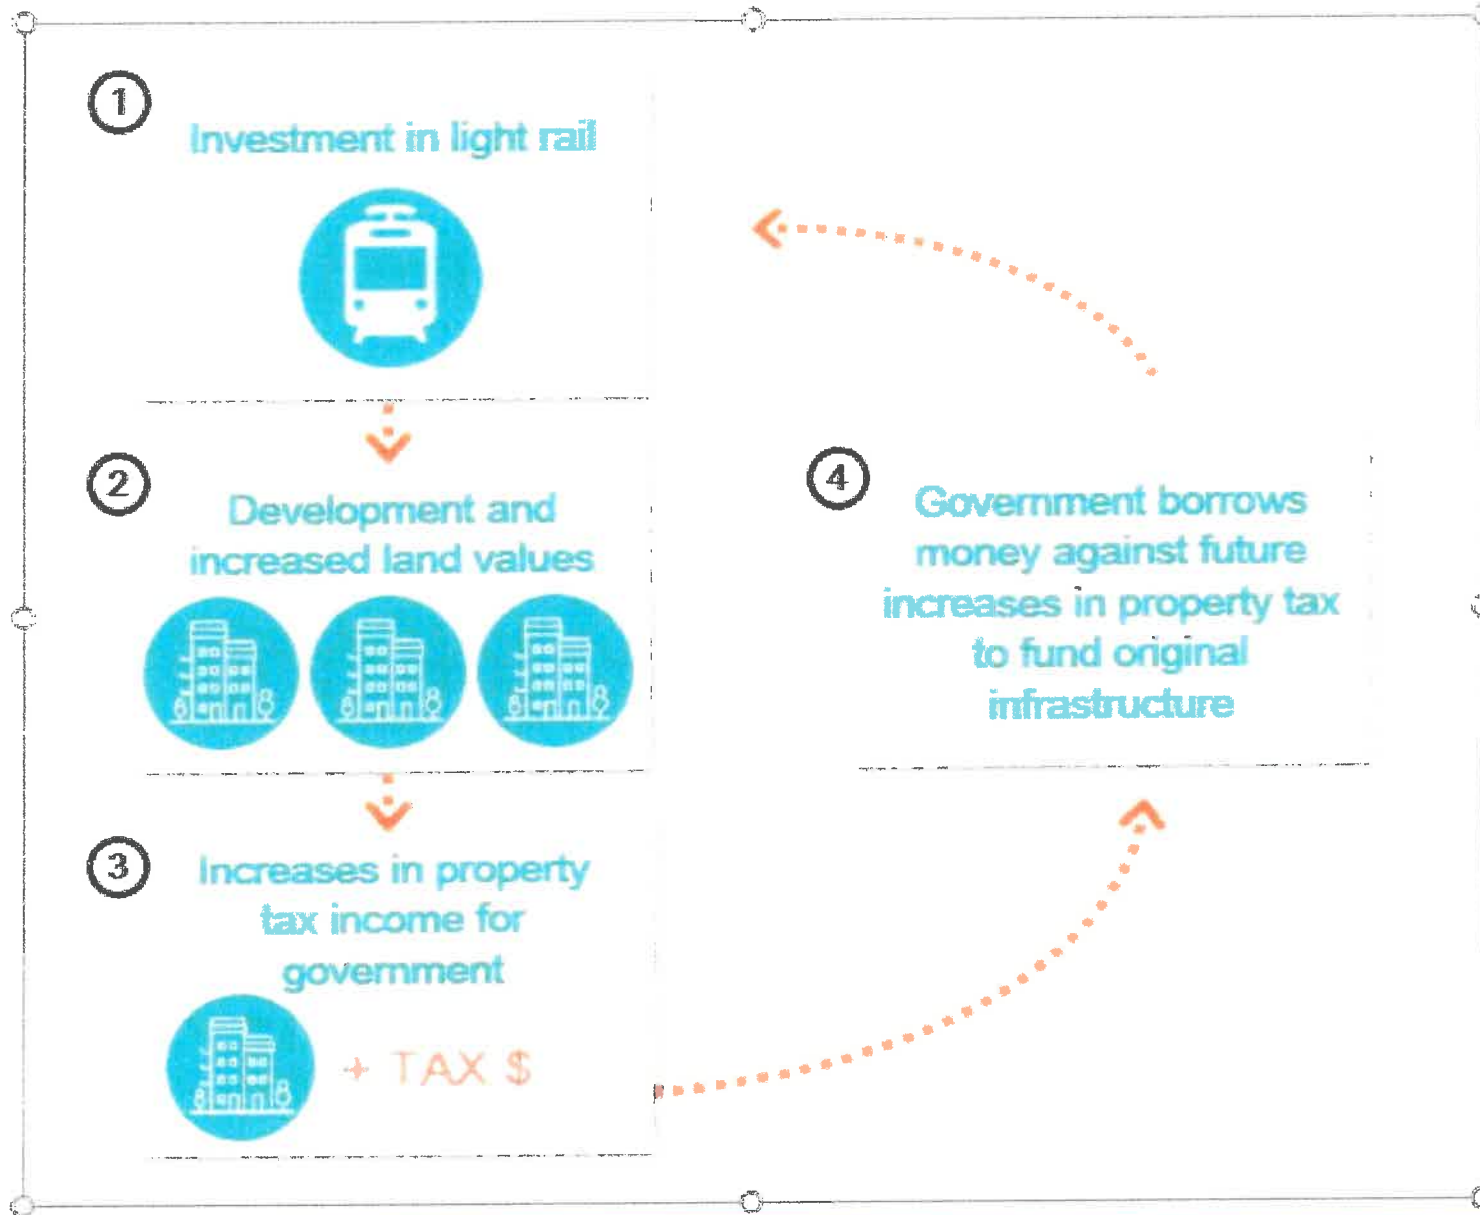 1
Investment in light rail
2
Development and
increased land values
3
Increases in property
tax income for
government
+ TAX $
4
Government borrows
money against future
increases in property tax
to fund original
infrastructure